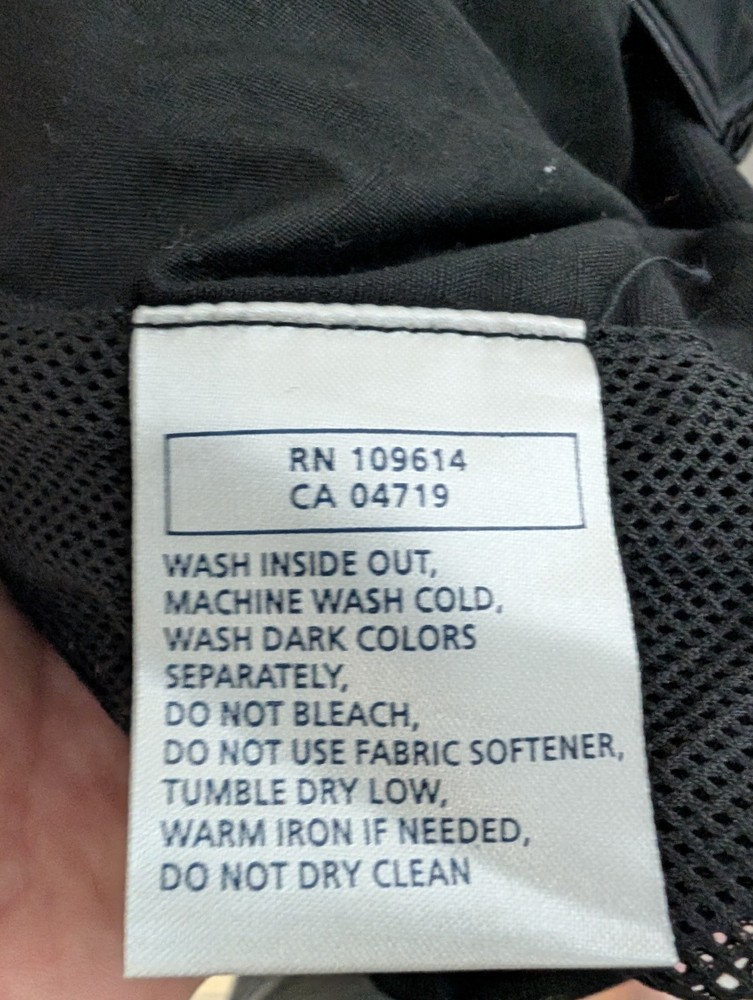 RN 109614
CA 04719
WASH INSIDE OUT,
MACHINE WASH COLD,
WASH DARK COLORS
SEPARATELY,
DO NOT BLEACH,
DO NOT USE FABRIC SOFTENER,
TUMBLE DRY LOW,
WARM IRON IF NEEDED,
DO NOT DRY CLEAN